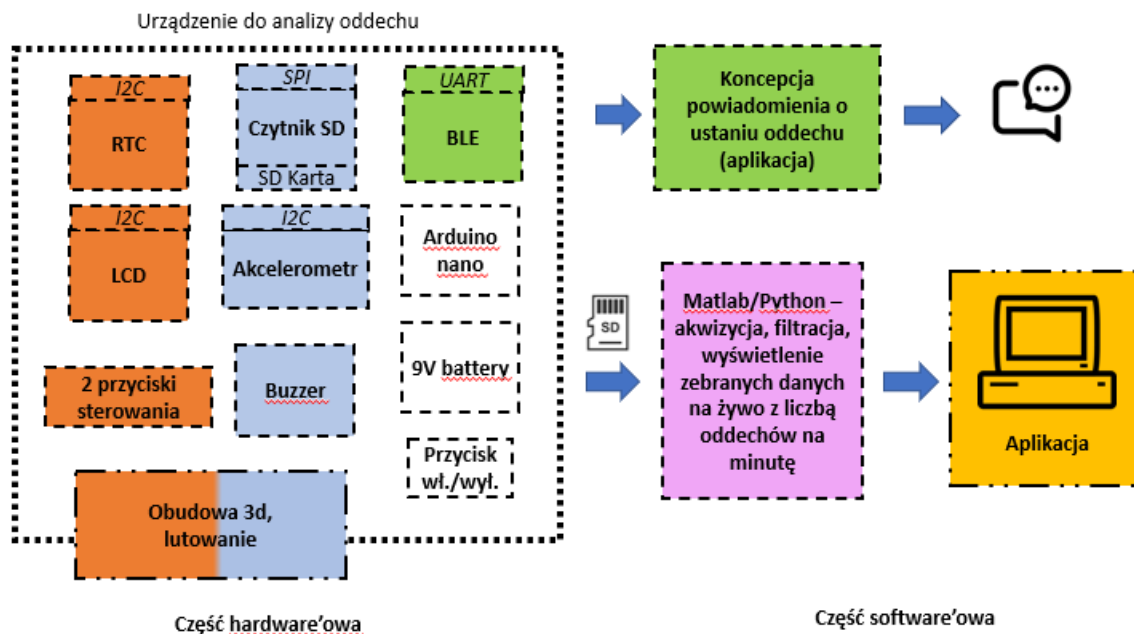 Urządzenie do analizy oddechu
I2C
RTC
SPI
Czytnik SD
SD Karta
UART
BLE
I2C
LCD
I2C
Akcelerometr
Arduino
nano
2 przyciski
sterowania
Buzzer
9V battery
Przycisk
wł./wył.
Obudowa 3d,
lutowanie
Część hardware'owa
Koncepcja
powiadomienia o
ustaniu oddechu
(aplikacja)
SD
Matlab/Python –
akwizycja, filtracja,
wyświetlenie
zebranych danych
na żywo z liczbą
oddechów na
minutę
Aplikacja
Część software'owa